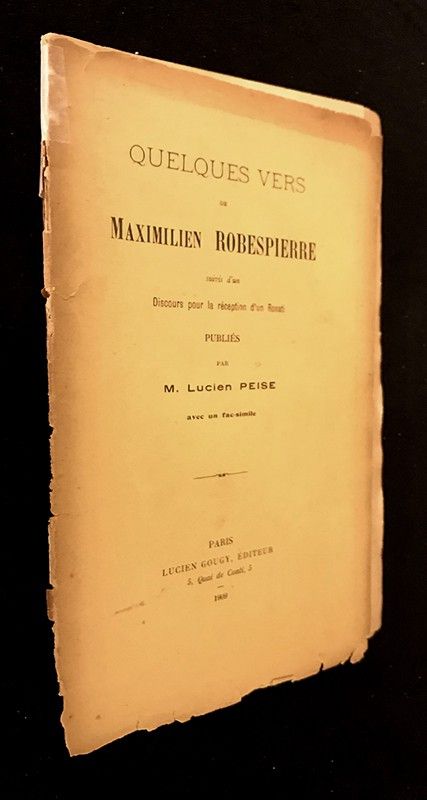 QUELQUES VERS
DE
MAXIMILIEN ROBESPIERRE
suivis d'un
Discours pour la réception d'un Rosati
PUBLIÉS
PAR
M. Lucien PEISE
avec un fac-simile
PARIS
LUCIEN GOUGY, ÉDITEUR
5, Quai de Conti, 5
1909